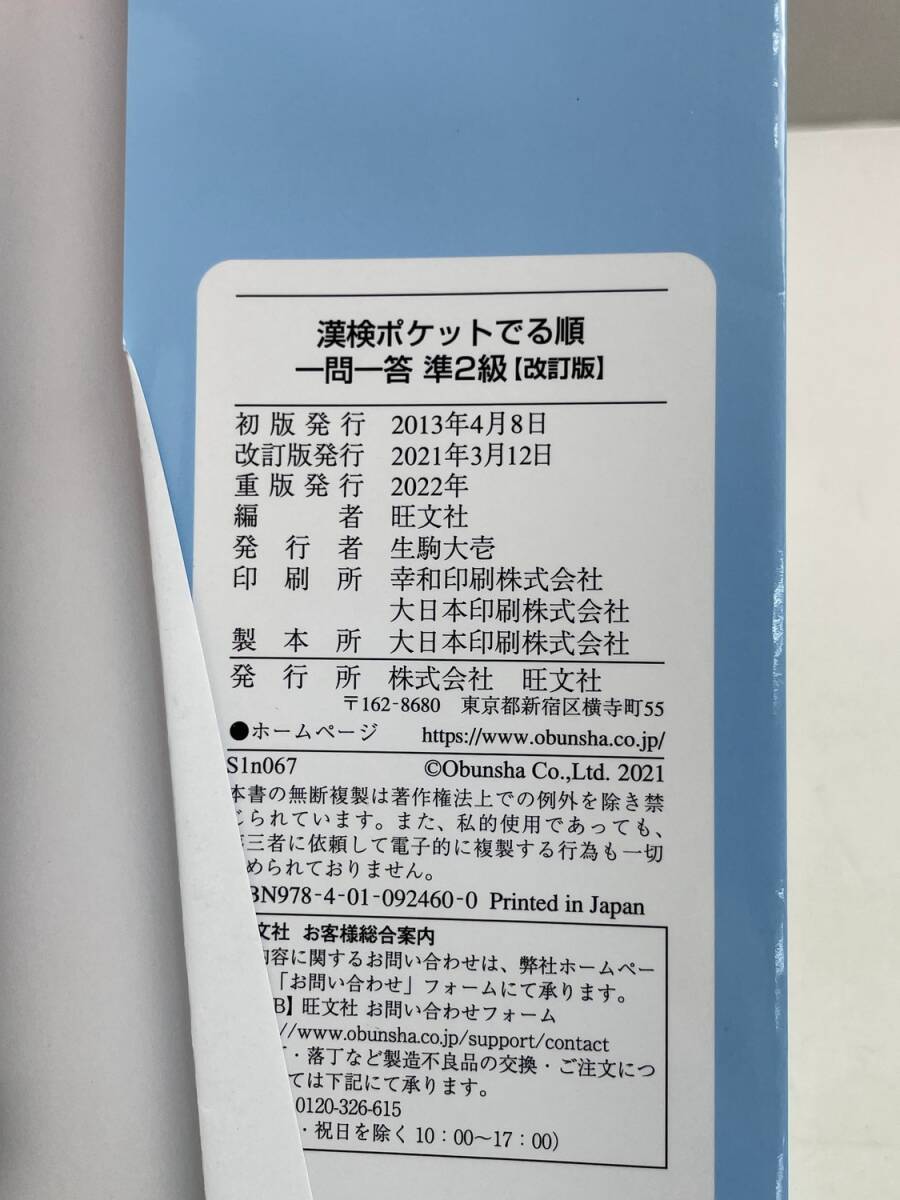 漢検ポケットでる順
一問一答 準2級【改訂版】
初版発行 2013年4月8日
改訂版発行 2021年3月12日
重版発行 2022年
編者 旺文社
発行者 生駒大壱
印刷所 幸和印刷株式会社
大日本印刷株式会社
製本所 大日本印刷株式会社
発行所 株式会社 旺文社
〒162-8680 東京都新宿区横寺町55
●ホームページ https://www.obunsha.co.jp/
S1n067 ©Obunsha Co.,Ltd. 2021
本書の無断複製は著作権法上での例外を除き禁
じられています。また、私的使用であっても、
三者に依頼して電子的に複製する行為も一切
められておりません。
BN978-4-01-092460-0 Printed in Japan
文社 お客様総合案内
内容に関するお問い合わせは、弊社ホームペー
「お問い合わせ」フォームにて承ります。
B】旺文社 お問い合わせフォーム
//www.obunsha.co.jp/support/contact
・落丁など製造不良品の交換・ご注文につ
ては下記にて承ります。
0120-326-615
・祝日を除く 10:00〜17:00)